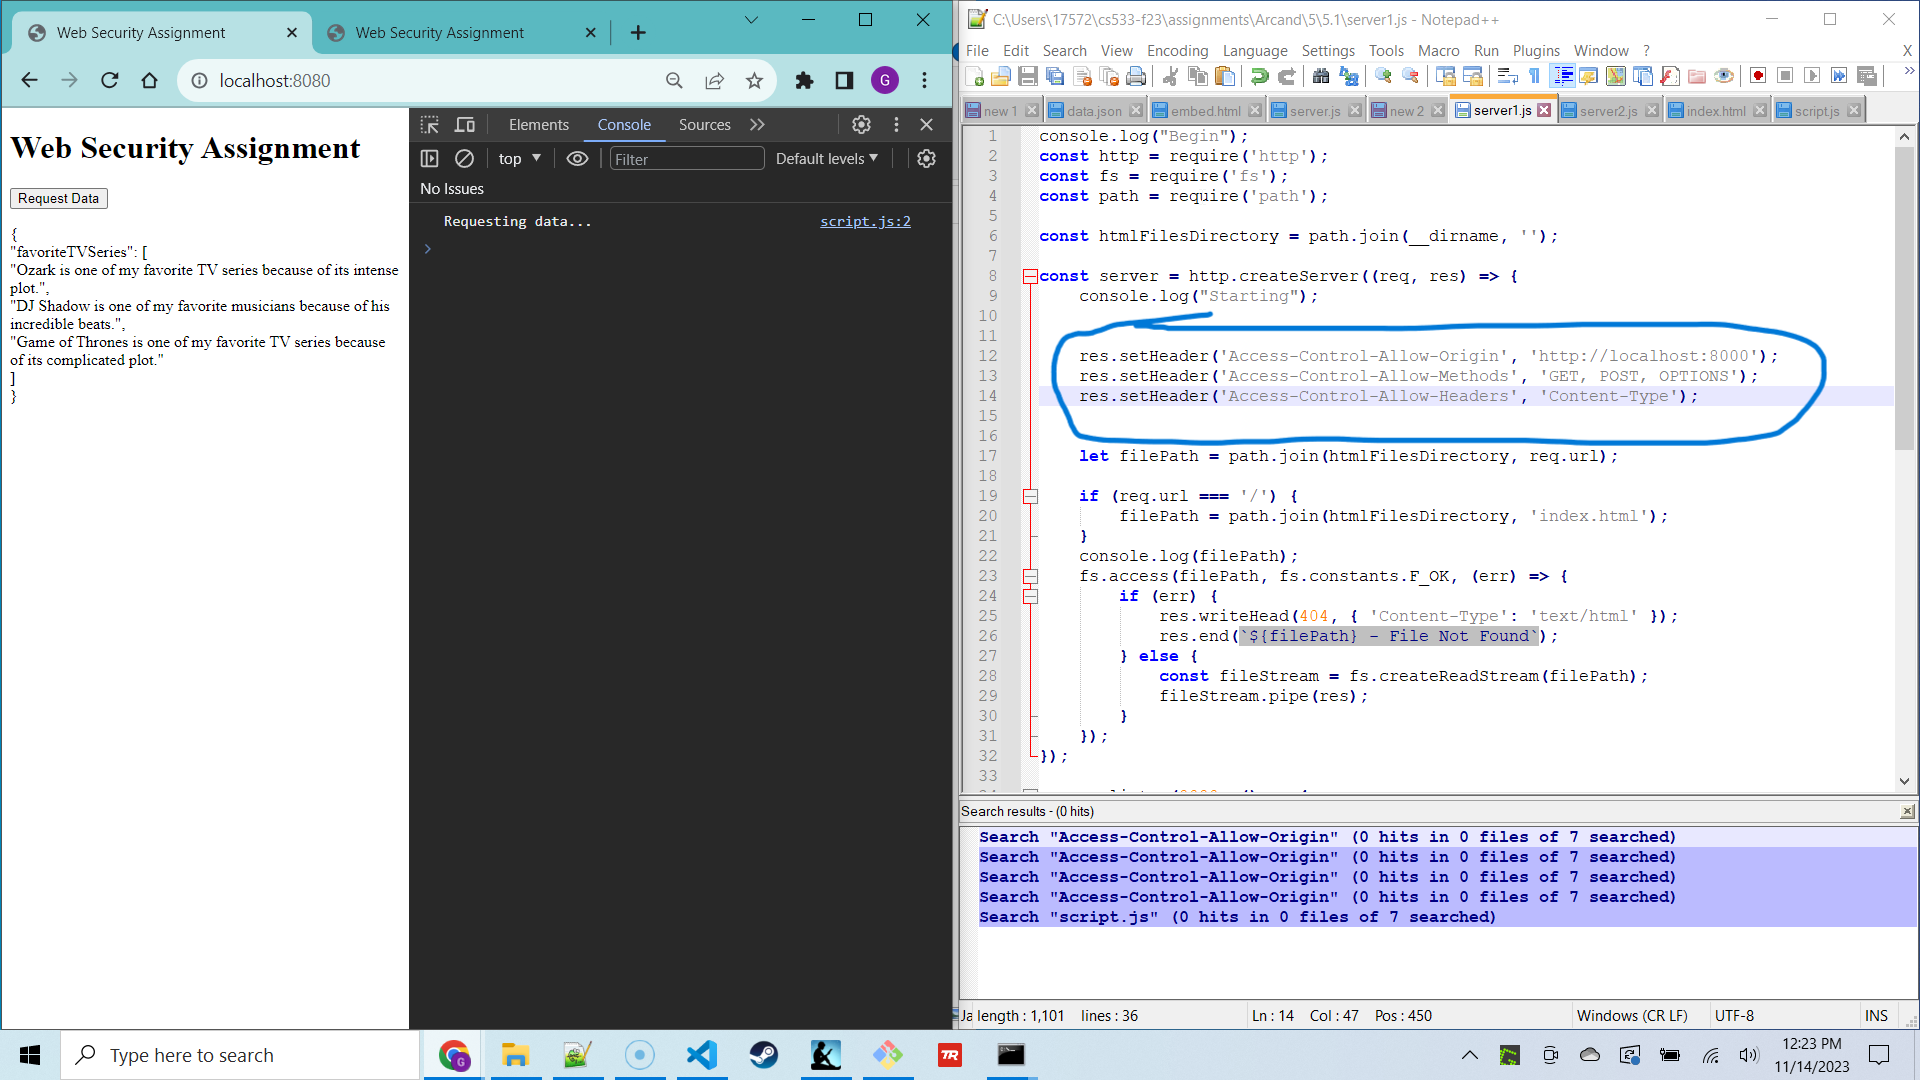 Web Security Assignment
Web Security Assignment
localhost:8080
G
Web Security Assignment
Request Data
{
"favoriteTVSeries": [
"Ozark is one of my favorite TV series because of its intense
plot.",
"DJ Shadow is one of my favorite musicians because of his
incredible beats.",
"Game of Thrones is one of my favorite TV series because
of its complicated plot."
]
}
Elements Console Sources
top Filter Default levels
No Issues
Requesting data... script.js:2
C:\Users\17572\cs533-f23\assignments\Arcand\5\5.1\server1.js - Notepad++
File Edit Search View Encoding Language Settings Tools Macro Run Plugins Window ? X
new 1 data.json embed.html server.js new 2 server1.js server2.js index.html script.js
1 console.log("Begin");
2 const http = require('http');
3 const fs = require('fs');
4 const path = require('path');
5
6 const htmlFilesDirectory = path.join(__dirname, '');
7
8 const server = http.createServer((req, res) => {
9 console.log("Starting");
10
11
12 res.setHeader('Access-Control-Allow-Origin', 'http://localhost:8000');
13 res.setHeader('Access-Control-Allow-Methods', 'GET, POST, OPTIONS');
14 res.setHeader('Access-Control-Allow-Headers', 'Content-Type');
15
16
17 let filePath = path.join(htmlFilesDirectory, req.url);
18
19 if (req.url === '/') {
20 filePath = path.join(htmlFilesDirectory, 'index.html');
21 }
22 console.log(filePath);
23 fs.access(filePath, fs.constants.F_OK, (err) => {
24 if (err) {
25 res.writeHead(404, { 'Content-Type': 'text/html' });
26 res.end(`${filePath} - File Not Found`);
27 } else {
28 const fileStream = fs.createReadStream(filePath);
29 fileStream.pipe(res);
30 }
31 });
32 });
33
Search results - (0 hits)
Search "Access-Control-Allow-Origin" (0 hits in 0 files of 7 searched)
Search "Access-Control-Allow-Origin" (0 hits in 0 files of 7 searched)
Search "Access-Control-Allow-Origin" (0 hits in 0 files of 7 searched)
Search "Access-Control-Allow-Origin" (0 hits in 0 files of 7 searched)
Search "script.js" (0 hits in 0 files of 7 searched)
Ja length : 1,101 lines : 36 Ln : 14 Col : 47 Pos : 450 Windows (CR LF) UTF-8 INS
Type here to search
G
TR
12:23 PM
11/14/2023